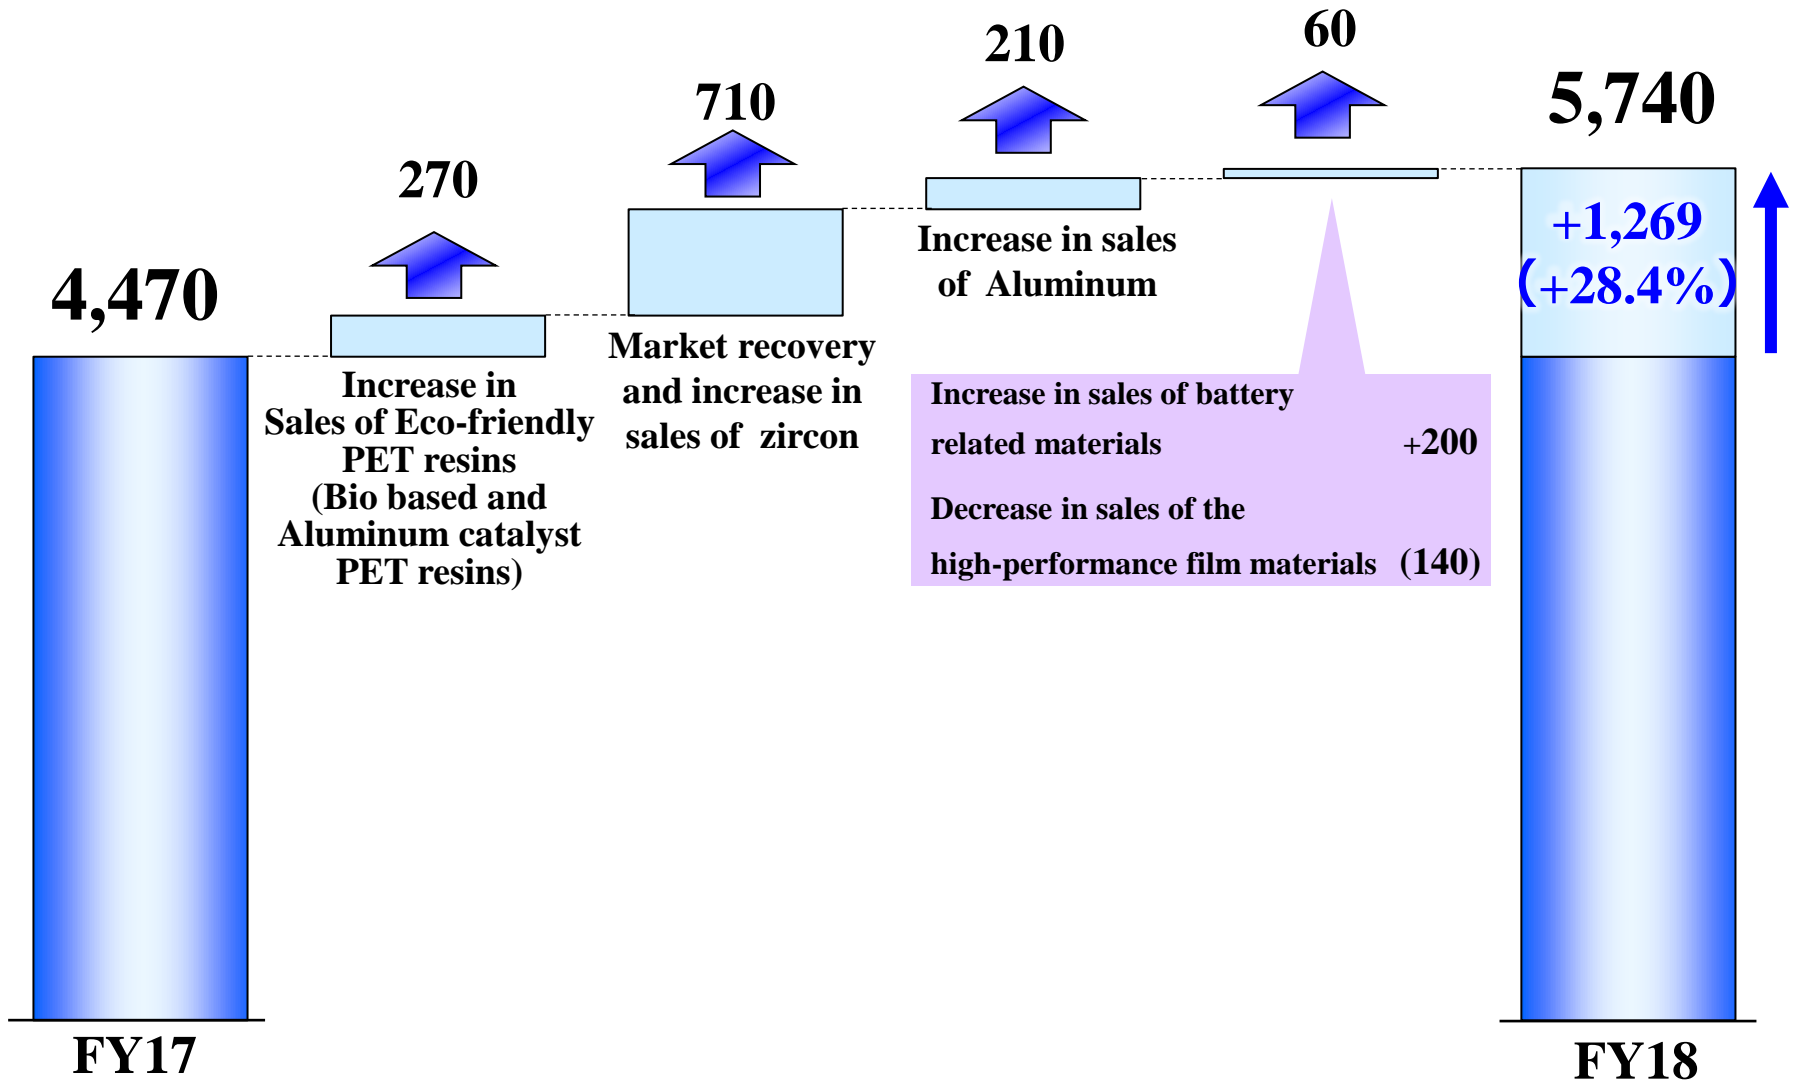 4,470
FY17
270
Increase in
Sales of Eco-friendly
PET resins
(Bio based and
Aluminum catalyst
PET resins)
710
Market recovery
and increase in
sales of zircon
210
Increase in sales
of Aluminum
60
Increase in sales of battery
related materials +200
Decrease in sales of the
high-performance film materials (140)
5,740
+1,269
(+28.4%)
FY18